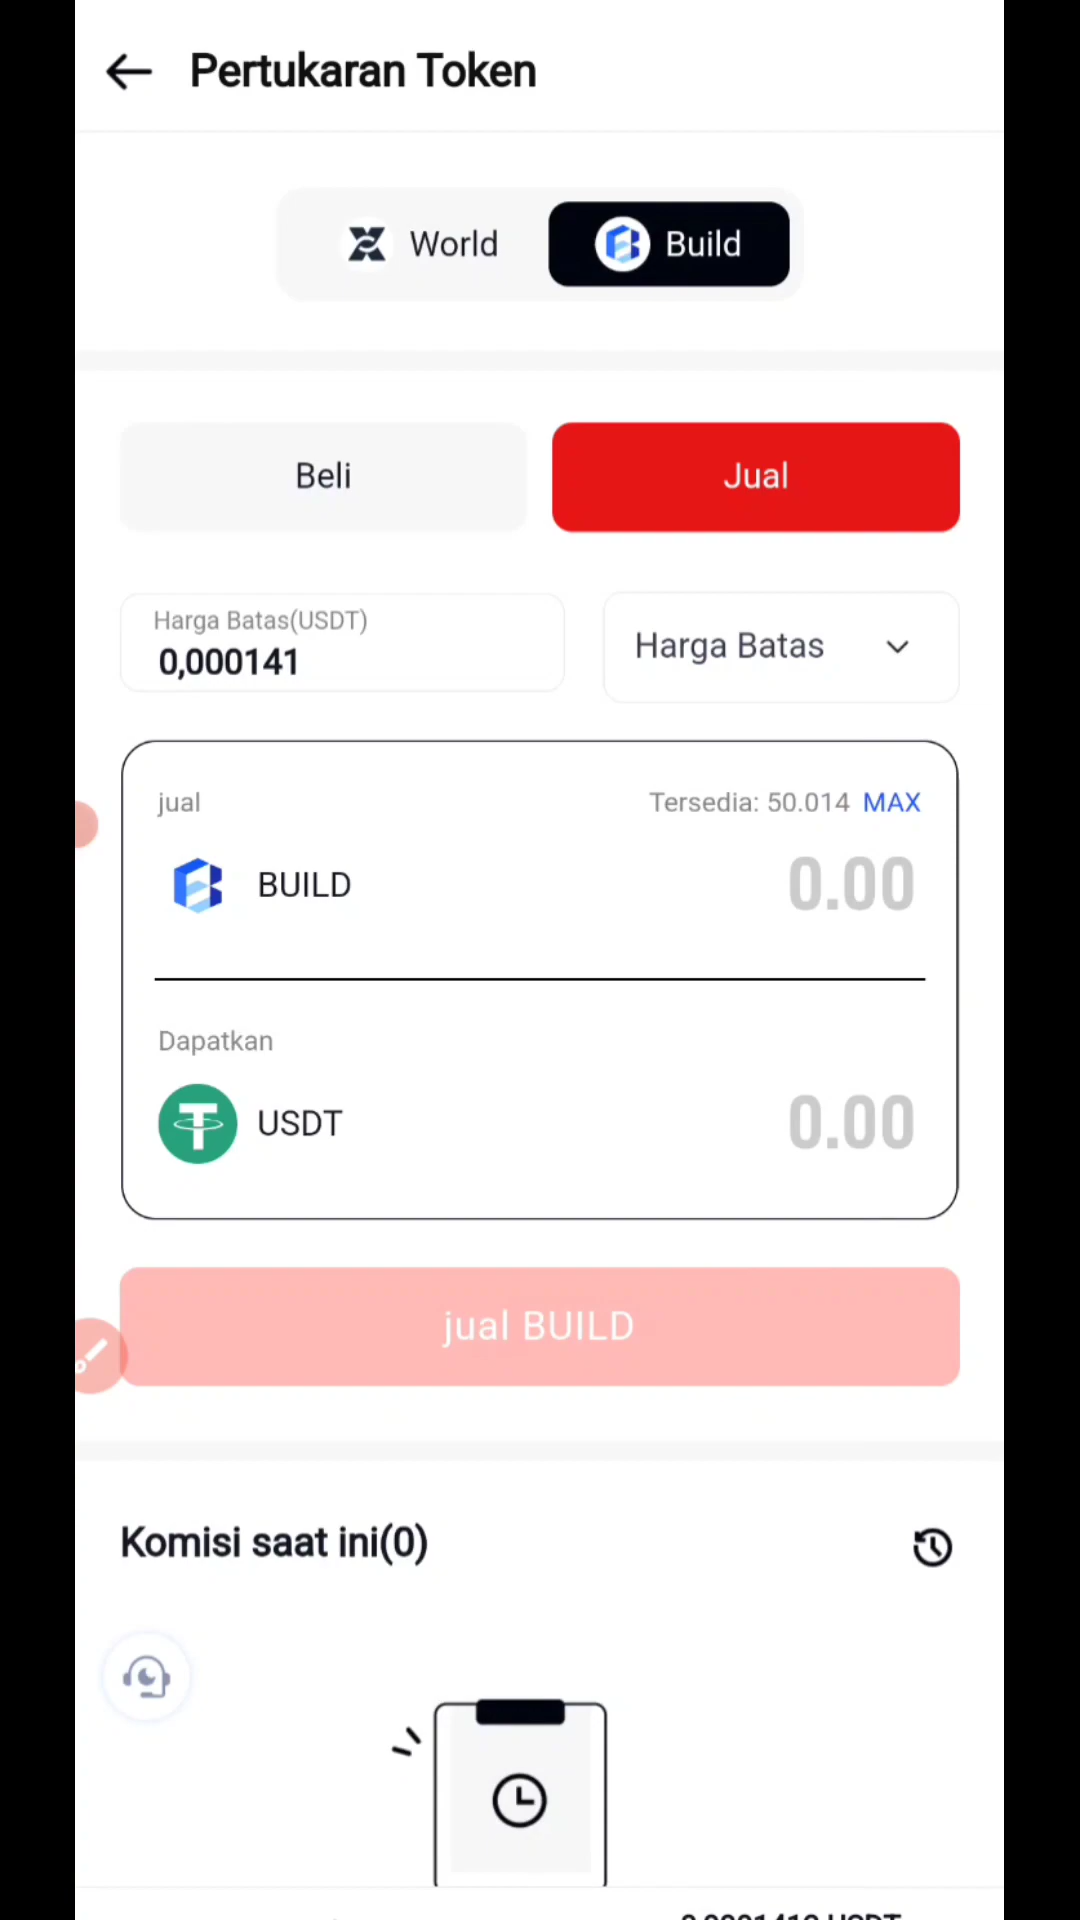 Pertukaran Token
World
Build
Beli
Jual
Harga Batas(USDT)
0,000141
Harga Batas
jual
Tersedia: 50.014 MAX
BUILD
0.00
Dapatkan
USDT
0.00
jual BUILD
Komisi saat ini(0)